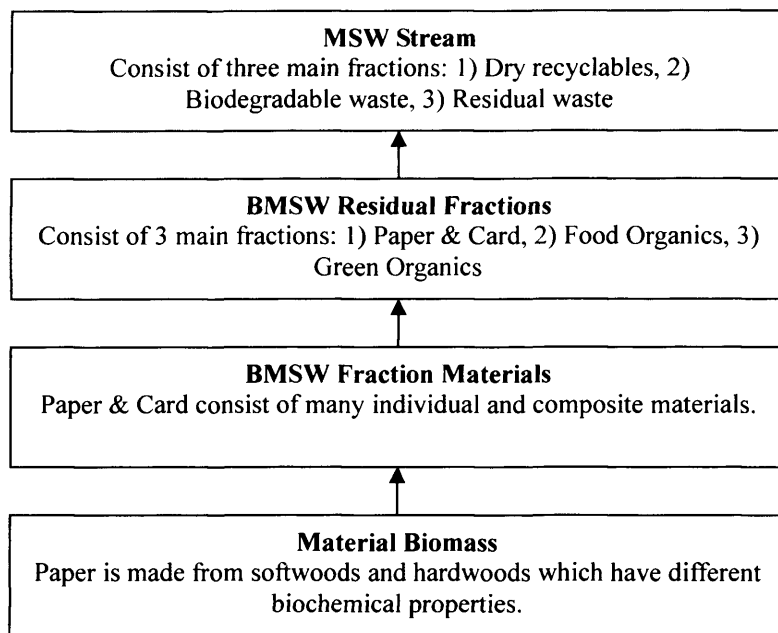 MSW Stream
Consist of three main fractions: 1) Dry recyclables, 2)
Biodegradable waste, 3) Residual waste
BMSW Residual Fractions
Consist of 3 main fractions: 1) Paper & Card, 2) Food Organics, 3)
Green Organics
BMSW Fraction Materials
Paper & Card consist of many individual and composite materials.
Material Biomass
Paper is made from softwoods and hardwoods which have different
biochemical properties.